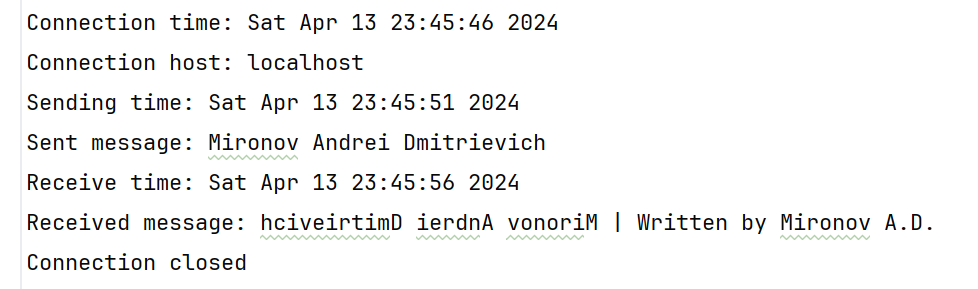 Connection time: Sat Apr 13 23:45:46 2024
Connection host: localhost
Sending time: Sat Apr 13 23:45:51 2024
Sent message: Mironov Andrei Dmitrievich
Receive time: Sat Apr 13 23:45:56 2024
Received message: hciveirtimD ierdnA vonoriM | Written by Mironov A.D.
Connection closed